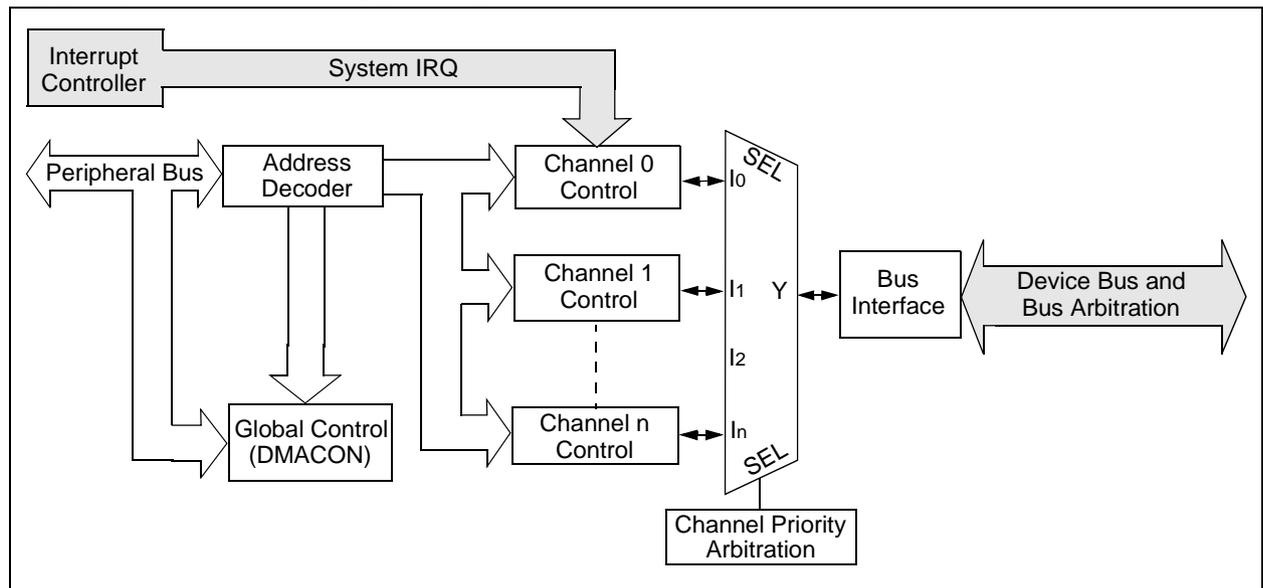 Interrupt
Controller
System IRQ
Peripheral Bus
Address
Decoder
Channel 0
Control
I0
SEL
Channel 1
Control
I1
Y
Bus
Interface
Device Bus and
Bus Arbitration
I2
Global Control
(DMACON)
Channel n
Control
In
SEL
Channel Priority
Arbitration